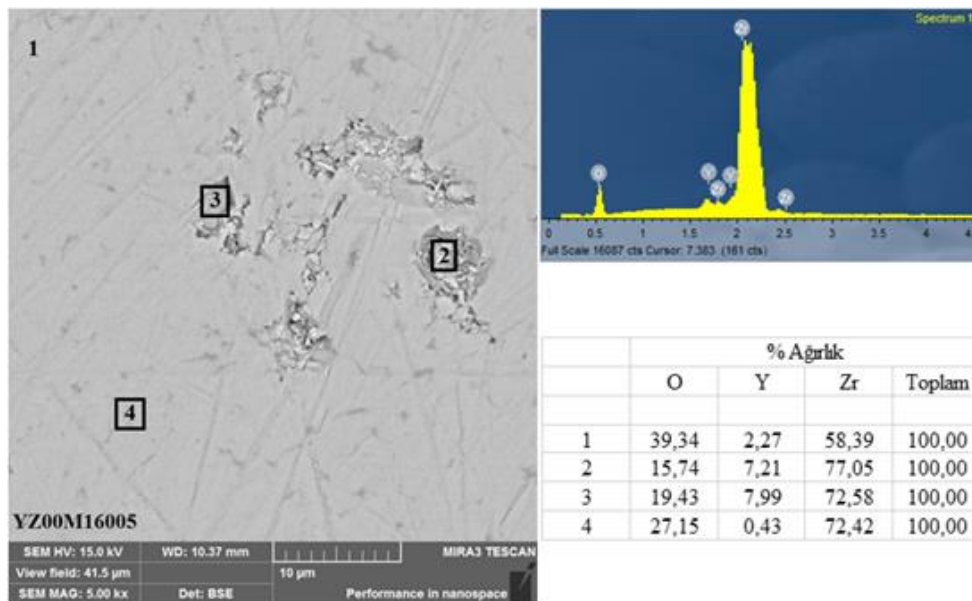 1
3
2
4
YZ00M16005
SEM HV: 15.0 kV WD: 10.37 mm MIRA3 TESCAN
View field: 41.5 µm 10 µm
SEM MAG: 5.00 kx Det: BSE Performance in nanospace
Spectrum 1
Zr
O Y Zr Y Zr
0 0.5 1 1.5 2 2.5 3 3.5 4 4.5
Full Scale 16087 cts Cursor: 7.383 (161 cts)
% Ağırlık
O Y Zr Toplam
1 39,34 2,27 58,39 100,00
2 15,74 7,21 77,05 100,00
3 19,43 7,99 72,58 100,00
4 27,15 0,43 72,42 100,00